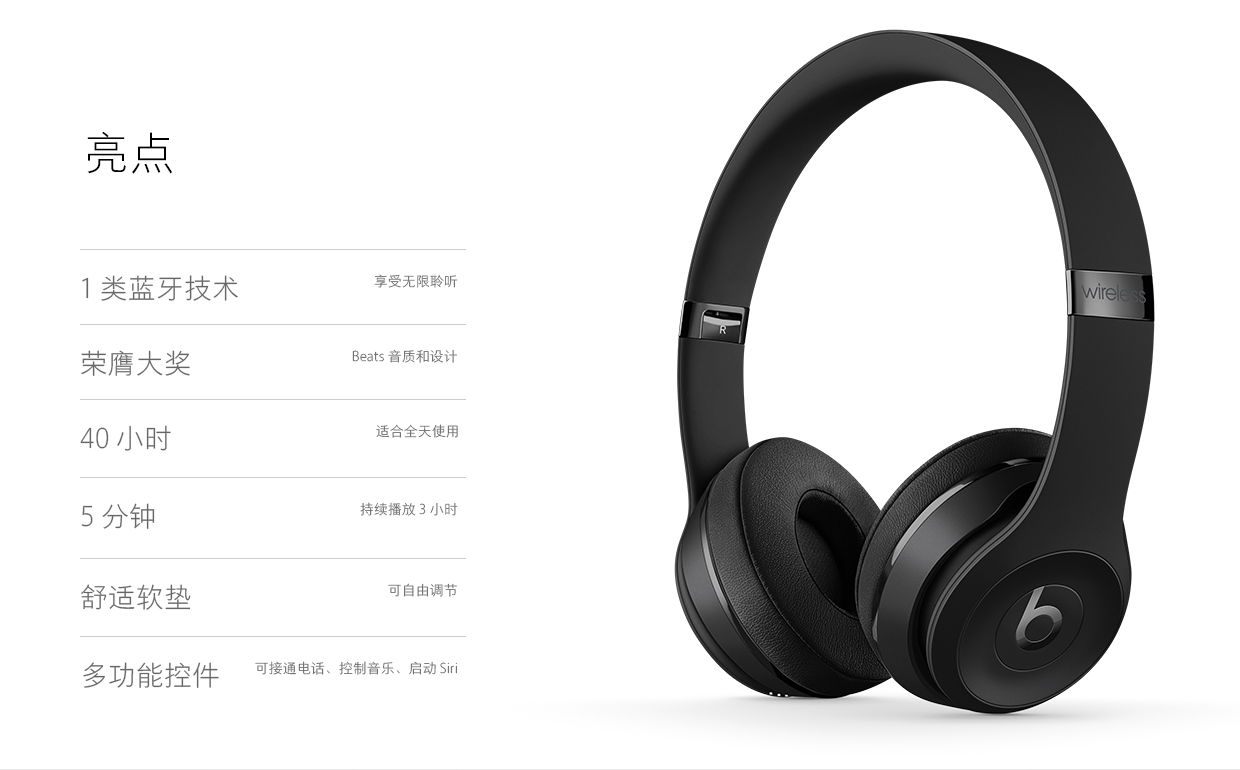 亮点
1 类蓝牙技术 享受无限聆听
荣膺大奖 Beats 音质和设计
40 小时 适合全天使用
5 分钟 持续播放 3 小时
舒适软垫 可自由调节
多功能控件 可接通电话、控制音乐、启动 Siri
wireless
R
b